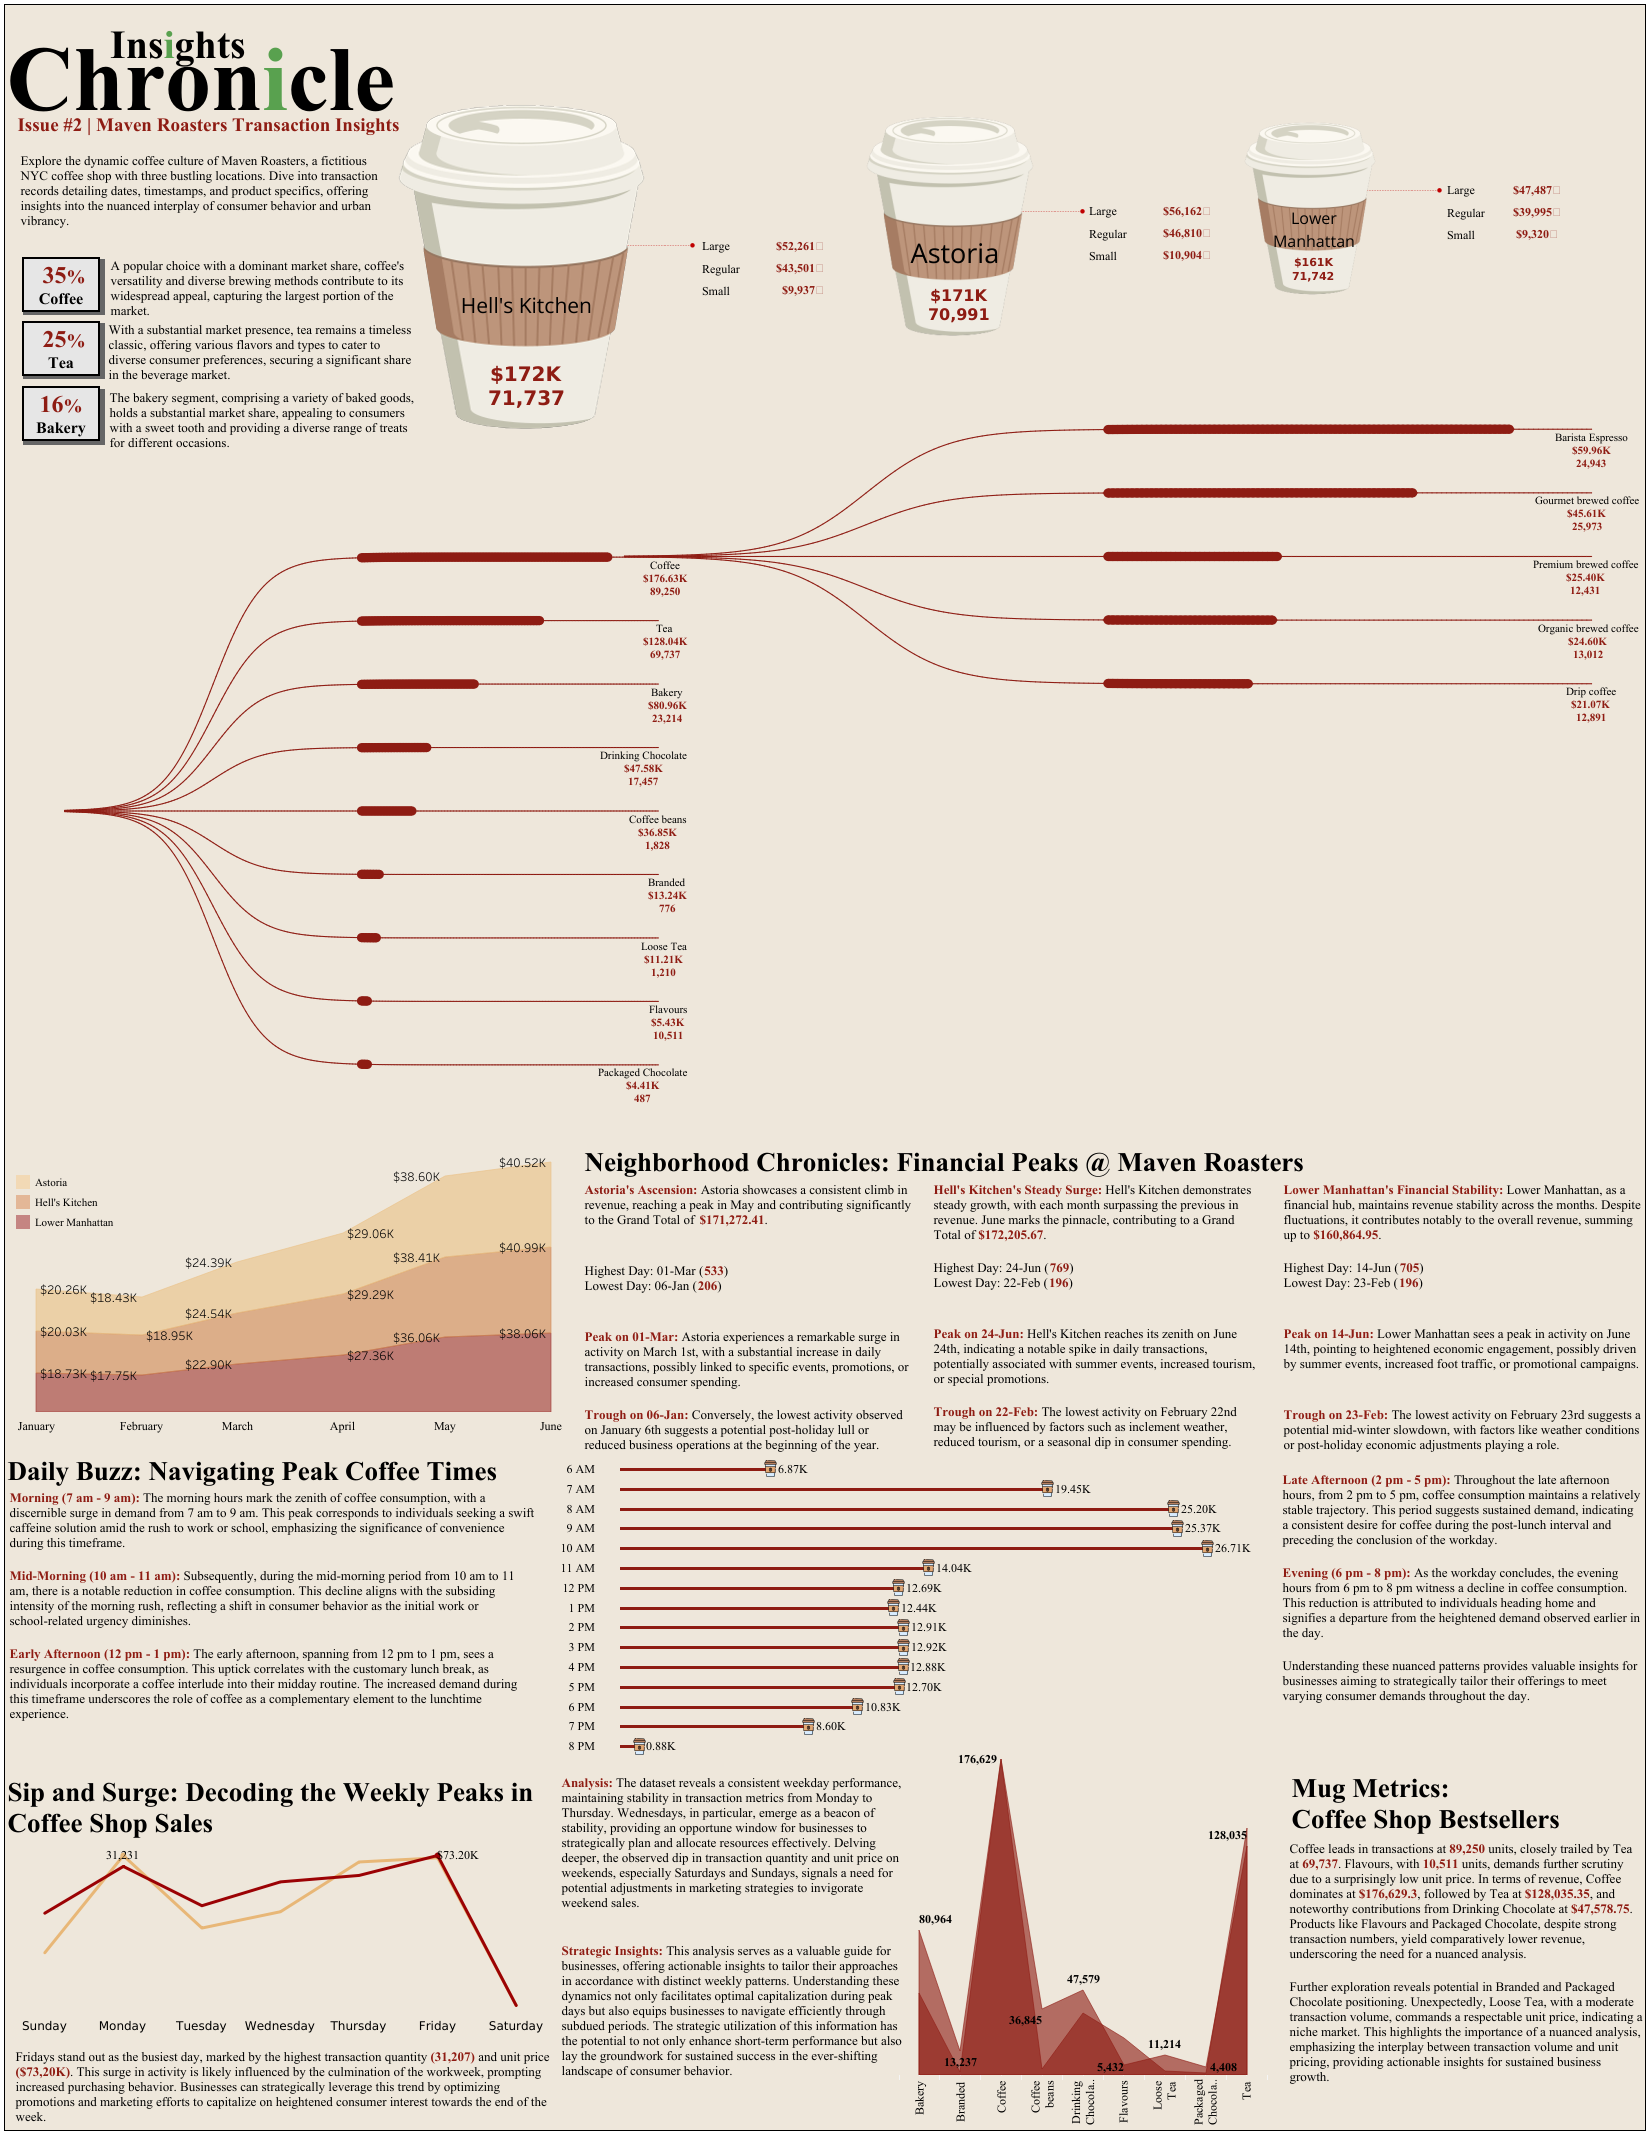 Insights
Chronicle
Issue #2 | Maven Roasters Transaction Insights
Explore the dynamic coffee culture of Maven Roasters, a fictitious
NYC coffee shop with three bustling locations. Dive into transaction
records detailing dates, timestamps, and product specifics, offering
insights into the nuanced interplay of consumer behavior and urban
vibrancy.
35%
Coffee
A popular choice with a dominant market share, coffee's
versatility and diverse brewing methods contribute to its
widespread appeal, capturing the largest portion of the
market.
25%
Tea
With a substantial market presence, tea remains a timeless
classic, offering various flavors and types to cater to
diverse consumer preferences, securing a significant share
in the beverage market.
16%
Bakery
The bakery segment, comprising a variety of baked goods,
holds a substantial market share, appealing to consumers
with a sweet tooth and providing a diverse range of treats
for different occasions.
Hell's Kitchen
$172K
71,737
Large $52,261
Regular $43,501
Small $9,937
Astoria
$171K
70,991
Large $56,162
Regular $46,810
Small $10,904
Lower
Manhattan
$161K
71,742
Large $47,487
Regular $39,995
Small $9,320
Coffee
$176.63K
89,250
Tea
$128.04K
69,737
Bakery
$80.96K
23,214
Drinking Chocolate
$47.58K
17,457
Coffee beans
$36.85K
1,828
Branded
$13.24K
776
Loose Tea
$11.21K
1,210
Flavours
$5.43K
10,511
Packaged Chocolate
$4.41K
487
Barista Espresso
$59.96K
24,943
Gourmet brewed coffee
$45.61K
25,973
Premium brewed coffee
$25.40K
12,431
Organic brewed coffee
$24.60K
13,012
Drip coffee
$21.07K
12,891
Astoria
Hell's Kitchen
Lower Manhattan
$20.26K $18.43K $24.39K $29.06K $38.60K $40.52K
$20.03K $18.95K $24.54K $29.29K $38.41K $40.99K
$18.73K $17.75K $22.90K $27.36K $36.06K $38.06K
January February March April May June
Neighborhood Chronicles: Financial Peaks @ Maven Roasters
Astoria's Ascension: Astoria showcases a consistent climb in
revenue, reaching a peak in May and contributing significantly
to the Grand Total of $171,272.41.
Highest Day: 01-Mar (533)
Lowest Day: 06-Jan (206)
Peak on 01-Mar: Astoria experiences a remarkable surge in
activity on March 1st, with a substantial increase in daily
transactions, possibly linked to specific events, promotions, or
increased consumer spending.
Trough on 06-Jan: Conversely, the lowest activity observed
on January 6th suggests a potential post-holiday lull or
reduced business operations at the beginning of the year.
Hell's Kitchen's Steady Surge: Hell's Kitchen demonstrates
steady growth, with each month surpassing the previous in
revenue. June marks the pinnacle, contributing to a Grand
Total of $172,205.67.
Highest Day: 24-Jun (769)
Lowest Day: 22-Feb (196)
Peak on 24-Jun: Hell's Kitchen reaches its zenith on June
24th, indicating a notable spike in daily transactions,
potentially associated with summer events, increased tourism,
or special promotions.
Trough on 22-Feb: The lowest activity on February 22nd
may be influenced by factors such as inclement weather,
reduced tourism, or a seasonal dip in consumer spending.
Lower Manhattan's Financial Stability: Lower Manhattan, as a
financial hub, maintains revenue stability across the months. Despite
fluctuations, it contributes notably to the overall revenue, summing
up to $160,864.95.
Highest Day: 14-Jun (705)
Lowest Day: 23-Feb (196)
Peak on 14-Jun: Lower Manhattan sees a peak in activity on June
14th, pointing to heightened economic engagement, possibly driven
by summer events, increased foot traffic, or promotional campaigns.
Trough on 23-Feb: The lowest activity on February 23rd suggests a
potential mid-winter slowdown, with factors like weather conditions
or post-holiday economic adjustments playing a role.
Daily Buzz: Navigating Peak Coffee Times
Morning (7 am - 9 am): The morning hours mark the zenith of coffee consumption, with a
discernible surge in demand from 7 am to 9 am. This peak corresponds to individuals seeking a swift
caffeine solution amid the rush to work or school, emphasizing the significance of convenience
during this timeframe.
Mid-Morning (10 am - 11 am): Subsequently, during the mid-morning period from 10 am to 11
am, there is a notable reduction in coffee consumption. This decline aligns with the subsiding
intensity of the morning rush, reflecting a shift in consumer behavior as the initial work or
school-related urgency diminishes.
Early Afternoon (12 pm - 1 pm): The early afternoon, spanning from 12 pm to 1 pm, sees a
resurgence in coffee consumption. This uptick correlates with the customary lunch break, as
individuals incorporate a coffee interlude into their midday routine. The increased demand during
this timeframe underscores the role of coffee as a complementary element to the lunchtime
experience.
6 AM 6.87K
7 AM 19.45K
8 AM 25.20K
9 AM 25.37K
10 AM 26.71K
11 AM 14.04K
12 PM 12.69K
1 PM 12.44K
2 PM 12.91K
3 PM 12.92K
4 PM 12.88K
5 PM 12.70K
6 PM 10.83K
7 PM 8.60K
8 PM 0.88K
Late Afternoon (2 pm - 5 pm): Throughout the late afternoon
hours, from 2 pm to 5 pm, coffee consumption maintains a relatively
stable trajectory. This period suggests sustained demand, indicating
a consistent desire for coffee during the post-lunch interval and
preceding the conclusion of the workday.
Evening (6 pm - 8 pm): As the workday concludes, the evening
hours from 6 pm to 8 pm witness a decline in coffee consumption.
This reduction is attributed to individuals heading home and
signifies a departure from the heightened demand observed earlier in
the day.
Understanding these nuanced patterns provides valuable insights for
businesses aiming to strategically tailor their offerings to meet
varying consumer demands throughout the day.
Sip and Surge: Decoding the Weekly Peaks in
Coffee Shop Sales
31,231 $73.20K
Sunday Monday Tuesday Wednesday Thursday Friday Saturday
Fridays stand out as the busiest day, marked by the highest transaction quantity (31,207) and unit price
($73,20K). This surge in activity is likely influenced by the culmination of the workweek, prompting
increased purchasing behavior. Businesses can strategically leverage this trend by optimizing
promotions and marketing efforts to capitalize on heightened consumer interest towards the end of the
week.
Analysis: The dataset reveals a consistent weekday performance,
maintaining stability in transaction metrics from Monday to
Thursday. Wednesdays, in particular, emerge as a beacon of
stability, providing an opportune window for businesses to
strategically plan and allocate resources effectively. Delving
deeper, the observed dip in transaction quantity and unit price on
weekends, especially Saturdays and Sundays, signals a need for
potential adjustments in marketing strategies to invigorate
weekend sales.
Strategic Insights: This analysis serves as a valuable guide for
businesses, offering actionable insights to tailor their approaches
in accordance with distinct weekly patterns. Understanding these
dynamics not only facilitates optimal capitalization during peak
days but also equips businesses to navigate efficiently through
subdued periods. The strategic utilization of this information has
the potential to not only enhance short-term performance but also
lay the groundwork for sustained success in the ever-shifting
landscape of consumer behavior.
80,964
13,237
176,629
36,845
47,579
5,432
11,214
4,408
128,035
Bakery
Branded
Coffee
Coffee
beans
Drinking
Chocola..
Flavours
Loose
Tea
Packaged
Chocola..
Tea
Mug Metrics:
Coffee Shop Bestsellers
Coffee leads in transactions at 89,250 units, closely trailed by Tea
at 69,737. Flavours, with 10,511 units, demands further scrutiny
due to a surprisingly low unit price. In terms of revenue, Coffee
dominates at $176,629.3, followed by Tea at $128,035.35, and
noteworthy contributions from Drinking Chocolate at $47,578.75.
Products like Flavours and Packaged Chocolate, despite strong
transaction numbers, yield comparatively lower revenue,
underscoring the need for a nuanced analysis.
Further exploration reveals potential in Branded and Packaged
Chocolate positioning. Unexpectedly, Loose Tea, with a moderate
transaction volume, commands a respectable unit price, indicating a
niche market. This highlights the importance of a nuanced analysis,
emphasizing the interplay between transaction volume and unit
pricing, providing actionable insights for sustained business
growth.